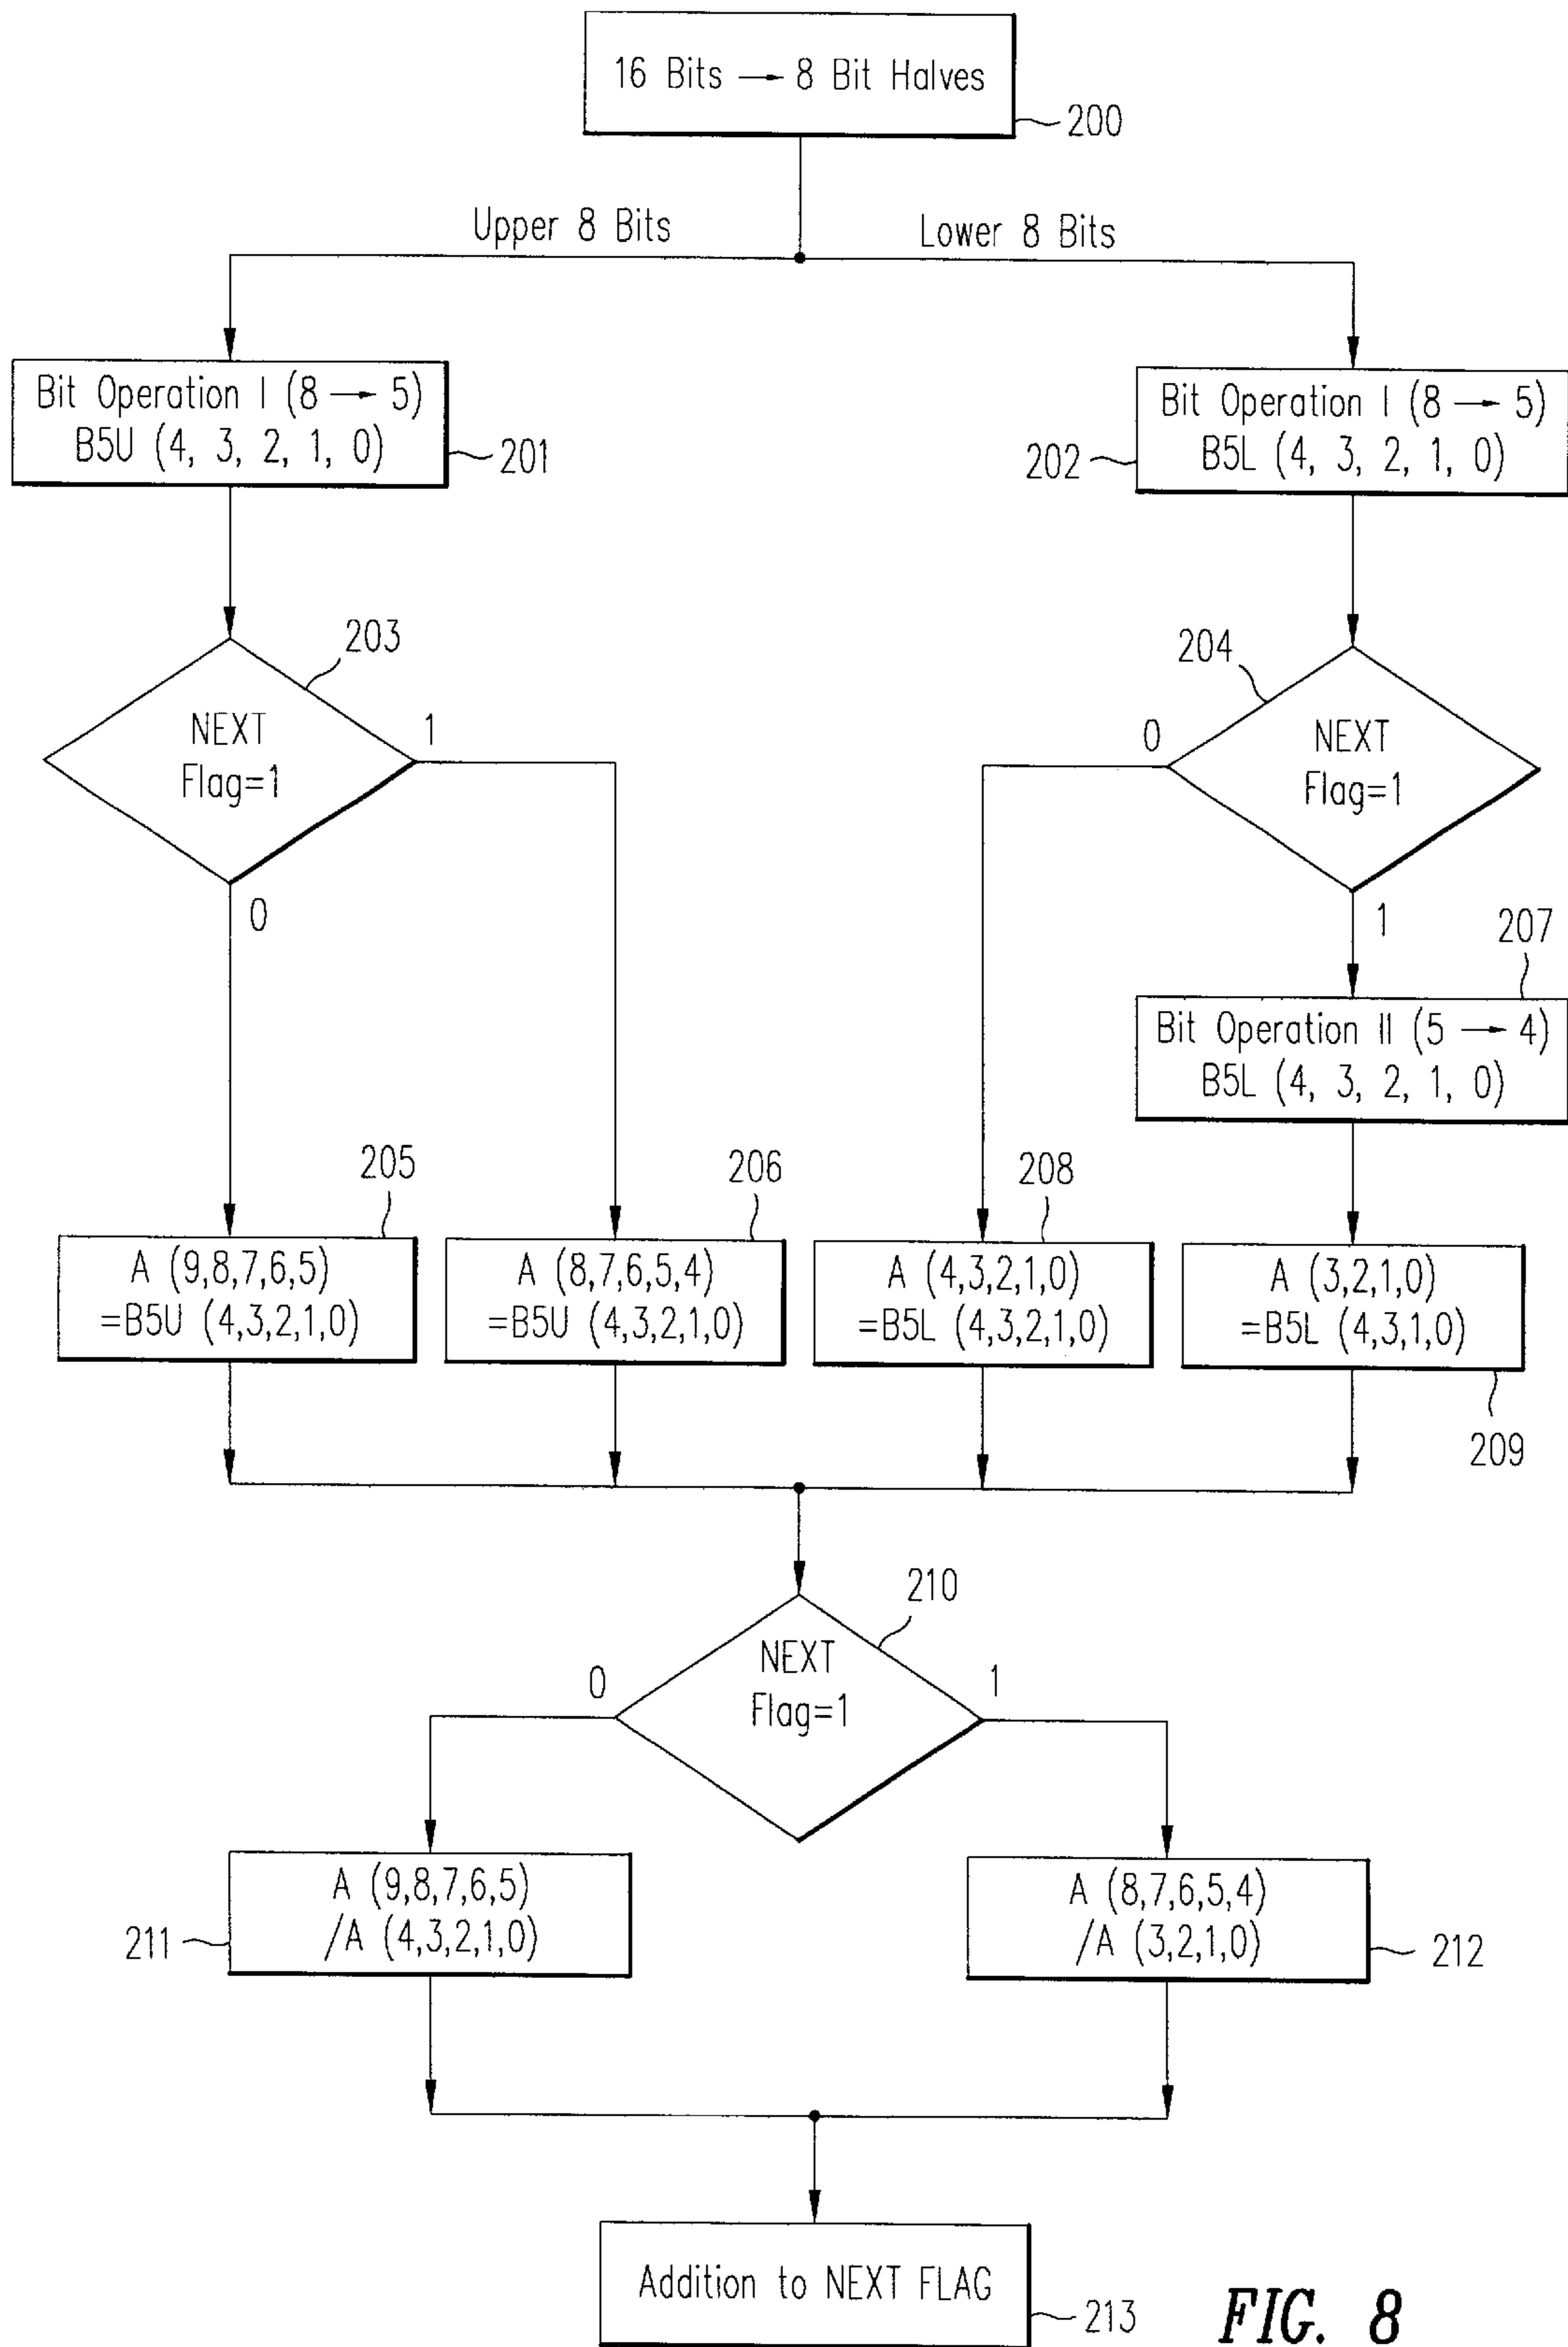 16 Bits → 8 Bit Halves
200
Upper 8 Bits
Lower 8 Bits
Bit Operation I (8 → 5)
B5U (4, 3, 2, 1, 0)
201
Bit Operation I (8 → 5)
B5L (4, 3, 2, 1, 0)
202
203
NEXT
Flag=1
1
0
204
NEXT
Flag=1
0
1
207
Bit Operation II (5 → 4)
B5L (4, 3, 2, 1, 0)
205
A (9,8,7,6,5)
=B5U (4,3,2,1,0)
206
A (8,7,6,5,4)
=B5U (4,3,2,1,0)
208
A (4,3,2,1,0)
=B5L (4,3,2,1,0)
A (3,2,1,0)
=B5L (4,3,1,0)
209
210
NEXT
Flag=1
0
1
A (9,8,7,6,5)
/A (4,3,2,1,0)
211
A (8,7,6,5,4)
/A (3,2,1,0)
212
Addition to NEXT FLAG
213
FIG. 8